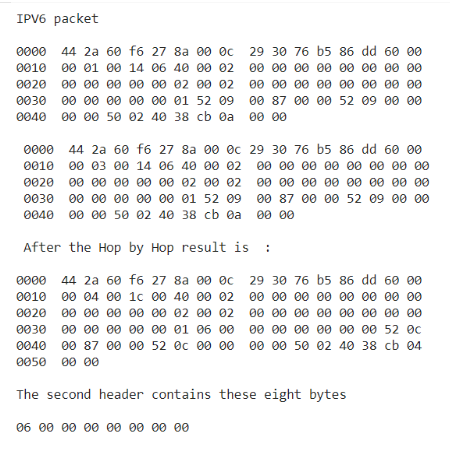 IPV6 packet
0000 44 2a 60 f6 27 8a 00 0c 29 30 76 b5 86 dd 60 00
0010 00 01 00 14 06 40 00 02 00 00 00 00 00 00 00 00
0020 00 00 00 00 00 02 00 02 00 00 00 00 00 00 00 00
0030 00 00 00 00 00 01 52 09 00 87 00 00 52 09 00 00
0040 00 00 50 02 40 38 cb 0a 00 00
0000 44 2a 60 f6 27 8a 00 0c 29 30 76 b5 86 dd 60 00
0010 00 03 00 14 06 40 00 02 00 00 00 00 00 00 00 00
0020 00 00 00 00 00 02 00 02 00 00 00 00 00 00 00 00
0030 00 00 00 00 00 01 52 09 00 87 00 00 52 09 00 00
0040 00 00 50 02 40 38 cb 0a 00 00
After the Hop by Hop result is :
0000 44 2a 60 f6 27 8a 00 0c 29 30 76 b5 86 dd 60 00
0010 00 04 00 1c 00 40 00 02 00 00 00 00 00 00 00 00
0020 00 00 00 00 00 02 00 02 00 00 00 00 00 00 00 00
0030 00 00 00 00 00 01 06 00 00 00 00 00 00 00 52 0c
0040 00 87 00 00 52 0c 00 00 00 00 50 02 40 38 cb 04
0050 00 00
The second header contains these eight bytes
06 00 00 00 00 00 00 00